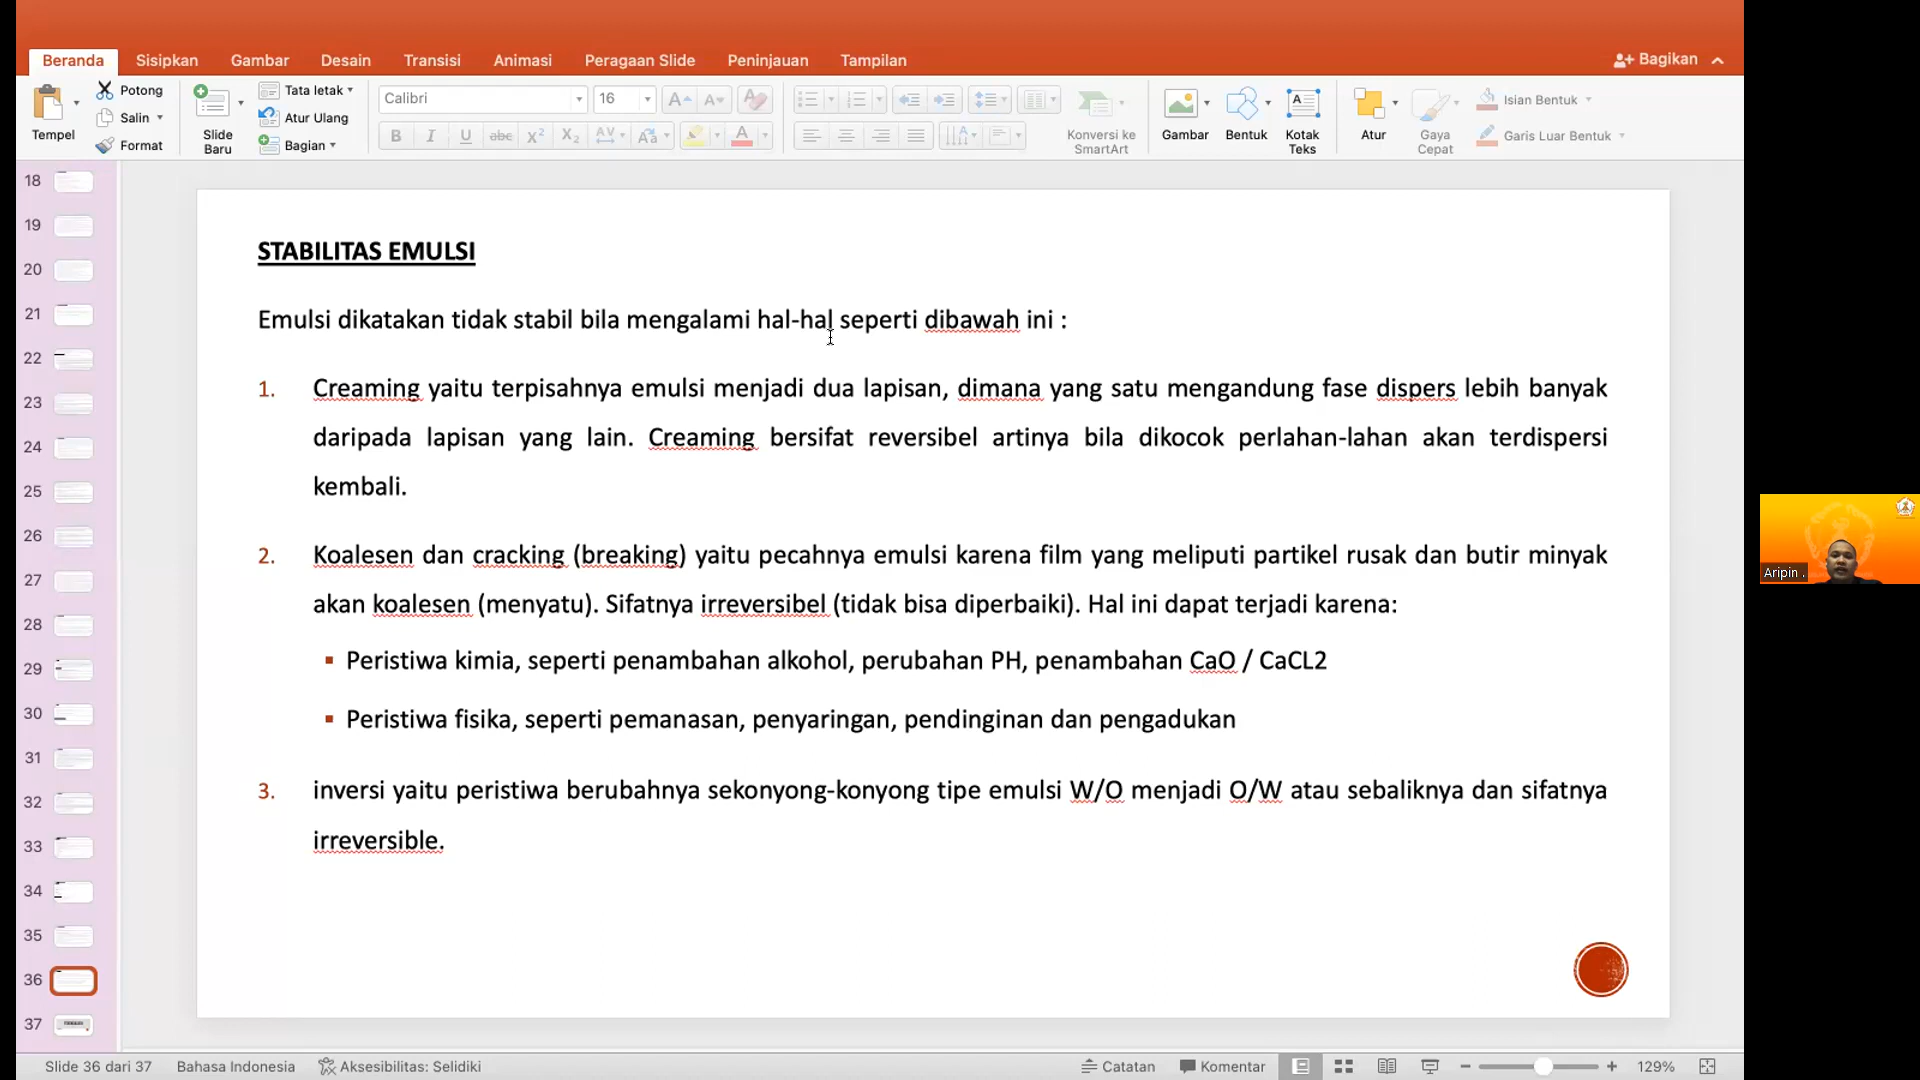 Beranda Sisipkan Gambar Desain Transisi Animasi Peragaan Slide Peninjauan Tampilan Bagikan
Tempel
Potong
Salin
Format
Slide Baru
Tata letak
Atur Ulang
Bagian
Calibri 16
B I U abc X² X₂ AV Aa A
Konversi ke SmartArt
Gambar
Bentuk
Kotak Teks
Atur
Gaya Cepat
Isian Bentuk
Garis Luar Bentuk
18
19
20
21
22
23
24
25
26
27
28
29
30
31
32
33
34
35
36
37
STABILITAS EMULSI
Emulsi dikatakan tidak stabil bila mengalami hal-hal seperti dibawah ini :
1. Creaming yaitu terpisahnya emulsi menjadi dua lapisan, dimana yang satu mengandung fase dispers lebih banyak
daripada lapisan yang lain. Creaming bersifat reversibel artinya bila dikocok perlahan-lahan akan terdispersi
kembali.
2. Koalesen dan cracking (breaking) yaitu pecahnya emulsi karena film yang meliputi partikel rusak dan butir minyak
akan koalesen (menyatu). Sifatnya irreversibel (tidak bisa diperbaiki). Hal ini dapat terjadi karena:
▪ Peristiwa kimia, seperti penambahan alkohol, perubahan PH, penambahan CaO / CaCL2
▪ Peristiwa fisika, seperti pemanasan, penyaringan, pendinginan dan pengadukan
3. inversi yaitu peristiwa berubahnya sekonyong-konyong tipe emulsi W/O menjadi O/W atau sebaliknya dan sifatnya
irreversible.
Aripin .
Slide 36 dari 37 Bahasa Indonesia Aksesibilitas: Selidiki Catatan Komentar 129%